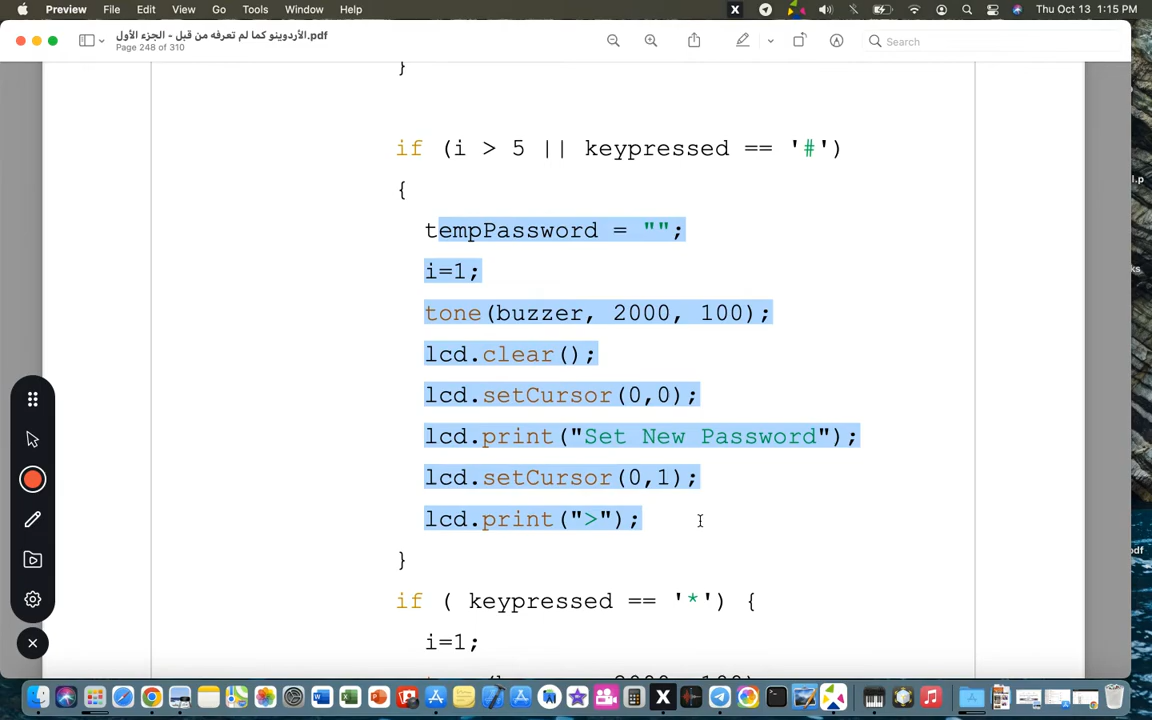 Preview File Edit View Go Tools Window Help X Thu Oct 13 1:15 PM
الأردوينو كما لم تعرفه من قبل - الجزء الأول.pdf
Page 248 of 310
Search
}
if (i > 5 || keypressed == '#')
{
tempPassword = "";
i=1;
tone(buzzer, 2000, 100);
lcd.clear();
lcd.setCursor(0,0);
lcd.print("Set New Password");
lcd.setCursor(0,1);
lcd.print(">");
}
if ( keypressed == '*') {
i=1;